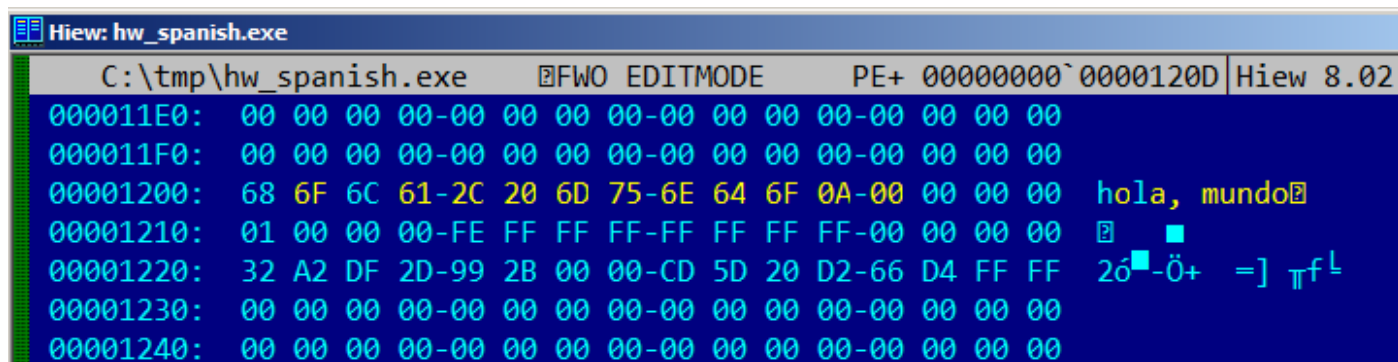 Hiew: hw_spanish.exe
C:\tmp\hw_spanish.exe ⍰FWO EDITMODE PE+ 00000000`0000120D|Hiew 8.02
000011E0: 00 00 00 00-00 00 00 00-00 00 00 00-00 00 00 00
000011F0: 00 00 00 00-00 00 00 00-00 00 00 00-00 00 00 00
00001200: 68 6F 6C 61-2C 20 6D 75-6E 64 6F 0A-00 00 00 00 hola, mundo⍰
00001210: 01 00 00 00-FE FF FF FF-FF FF FF FF-00 00 00 00 ⍰ ■
00001220: 32 A2 DF 2D-99 2B 00 00-CD 5D 20 D2-66 D4 FF FF 2ó▀-Ö+ =] ╥f╘
00001230: 00 00 00 00-00 00 00 00-00 00 00 00-00 00 00 00
00001240: 00 00 00 00-00 00 00 00-00 00 00 00-00 00 00 00